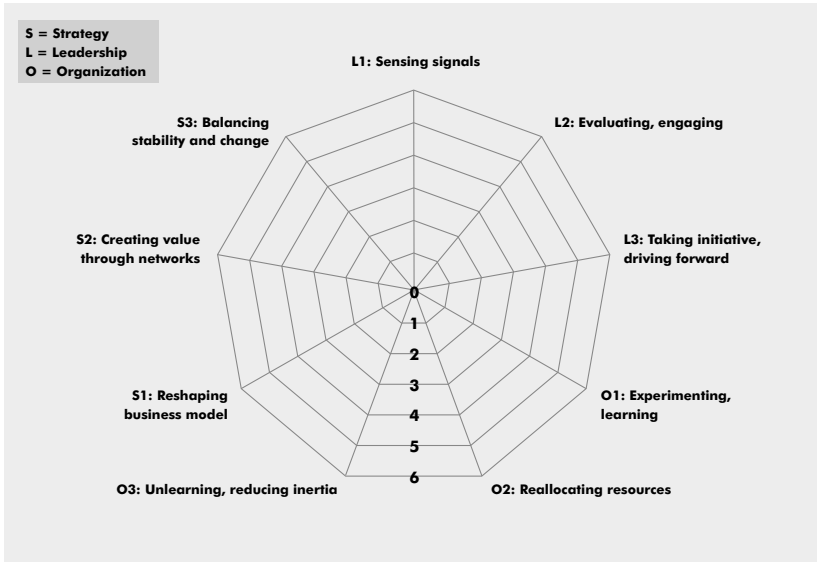 S = Strategy
L = Leadership
O = Organization
L1: Sensing signals
S3: Balancing
stability and change
L2: Evaluating, engaging
S2: Creating value
through networks
L3: Taking initiative,
driving forward
0
1
2
3
4
5
6
S1: Reshaping
business model
O1: Experimenting,
learning
O3: Unlearning, reducing inertia
O2: Reallocating resources